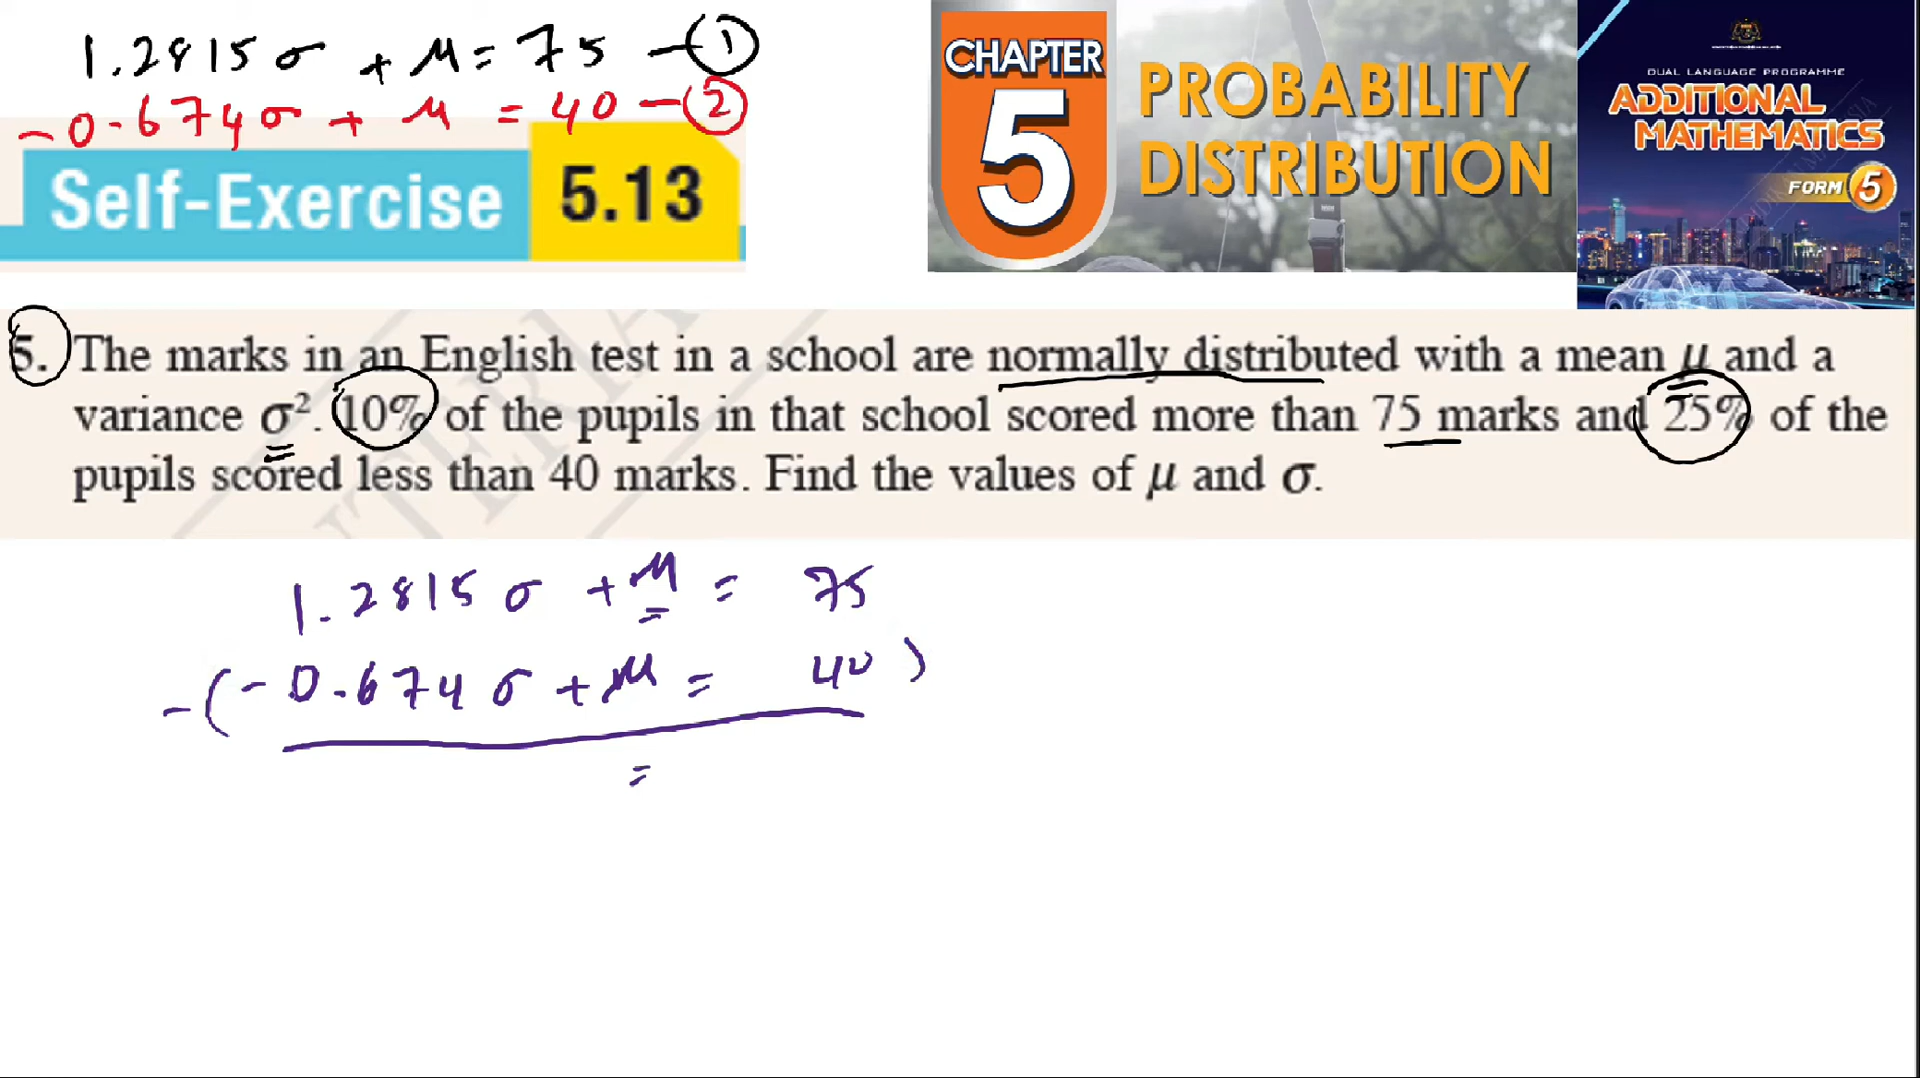 1.2815σ + μ = 75 — ①
-0.674σ + μ = 40 — ②
Self-Exercise 5.13
CHAPTER 5
PROBABILITY
DISTRIBUTION
DUAL LANGUAGE PROGRAMME
ADDITIONAL
MATHEMATICS
FORM 5
5. The marks in an English test in a school are normally distributed with a mean μ and a
variance σ². 10% of the pupils in that school scored more than 75 marks and 25% of the
pupils scored less than 40 marks. Find the values of μ and σ.
1.2815 σ + μ = 75
-(-0.674 σ + μ = 40)
=